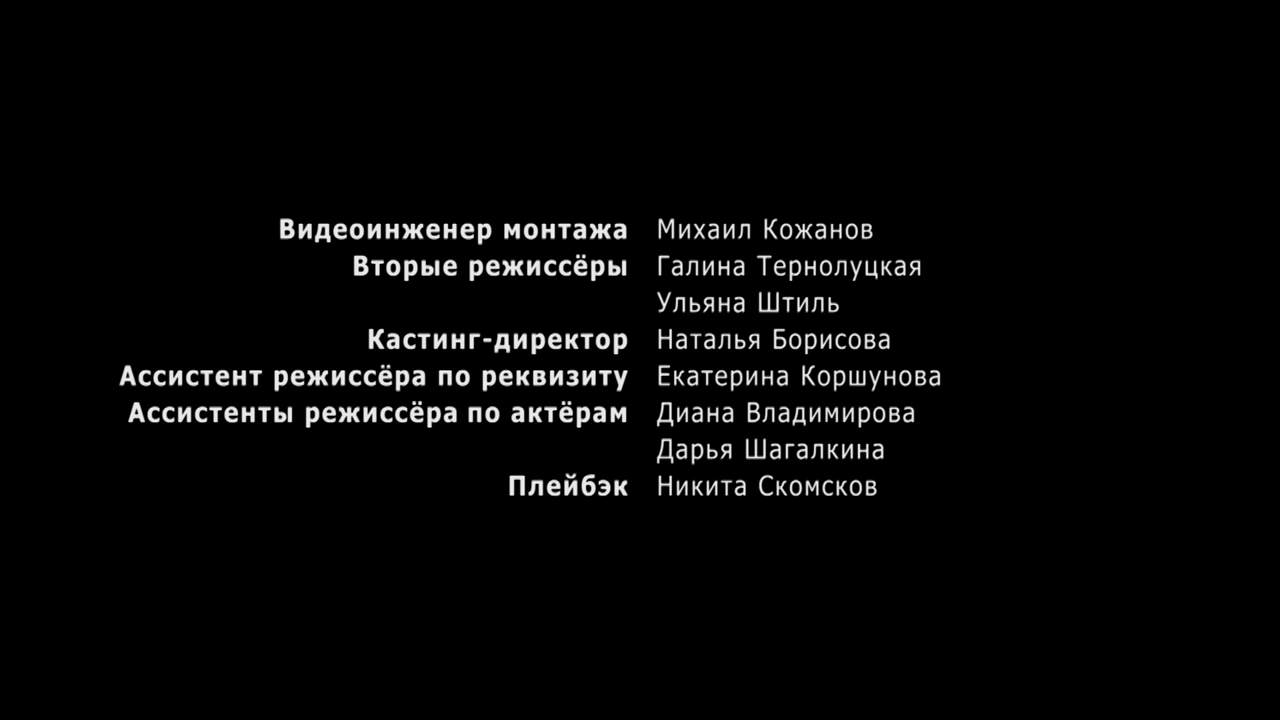 Видеоинженер монтажа Михаил Кожанов
Вторые режиссёры Галина Тернолуцкая
Ульяна Штиль
Кастинг-директор Наталья Борисова
Ассистент режиссёра по реквизиту Екатерина Коршунова
Ассистенты режиссёра по актёрам Диана Владимирова
Дарья Шагалкина
Плейбэк Никита Скомсков